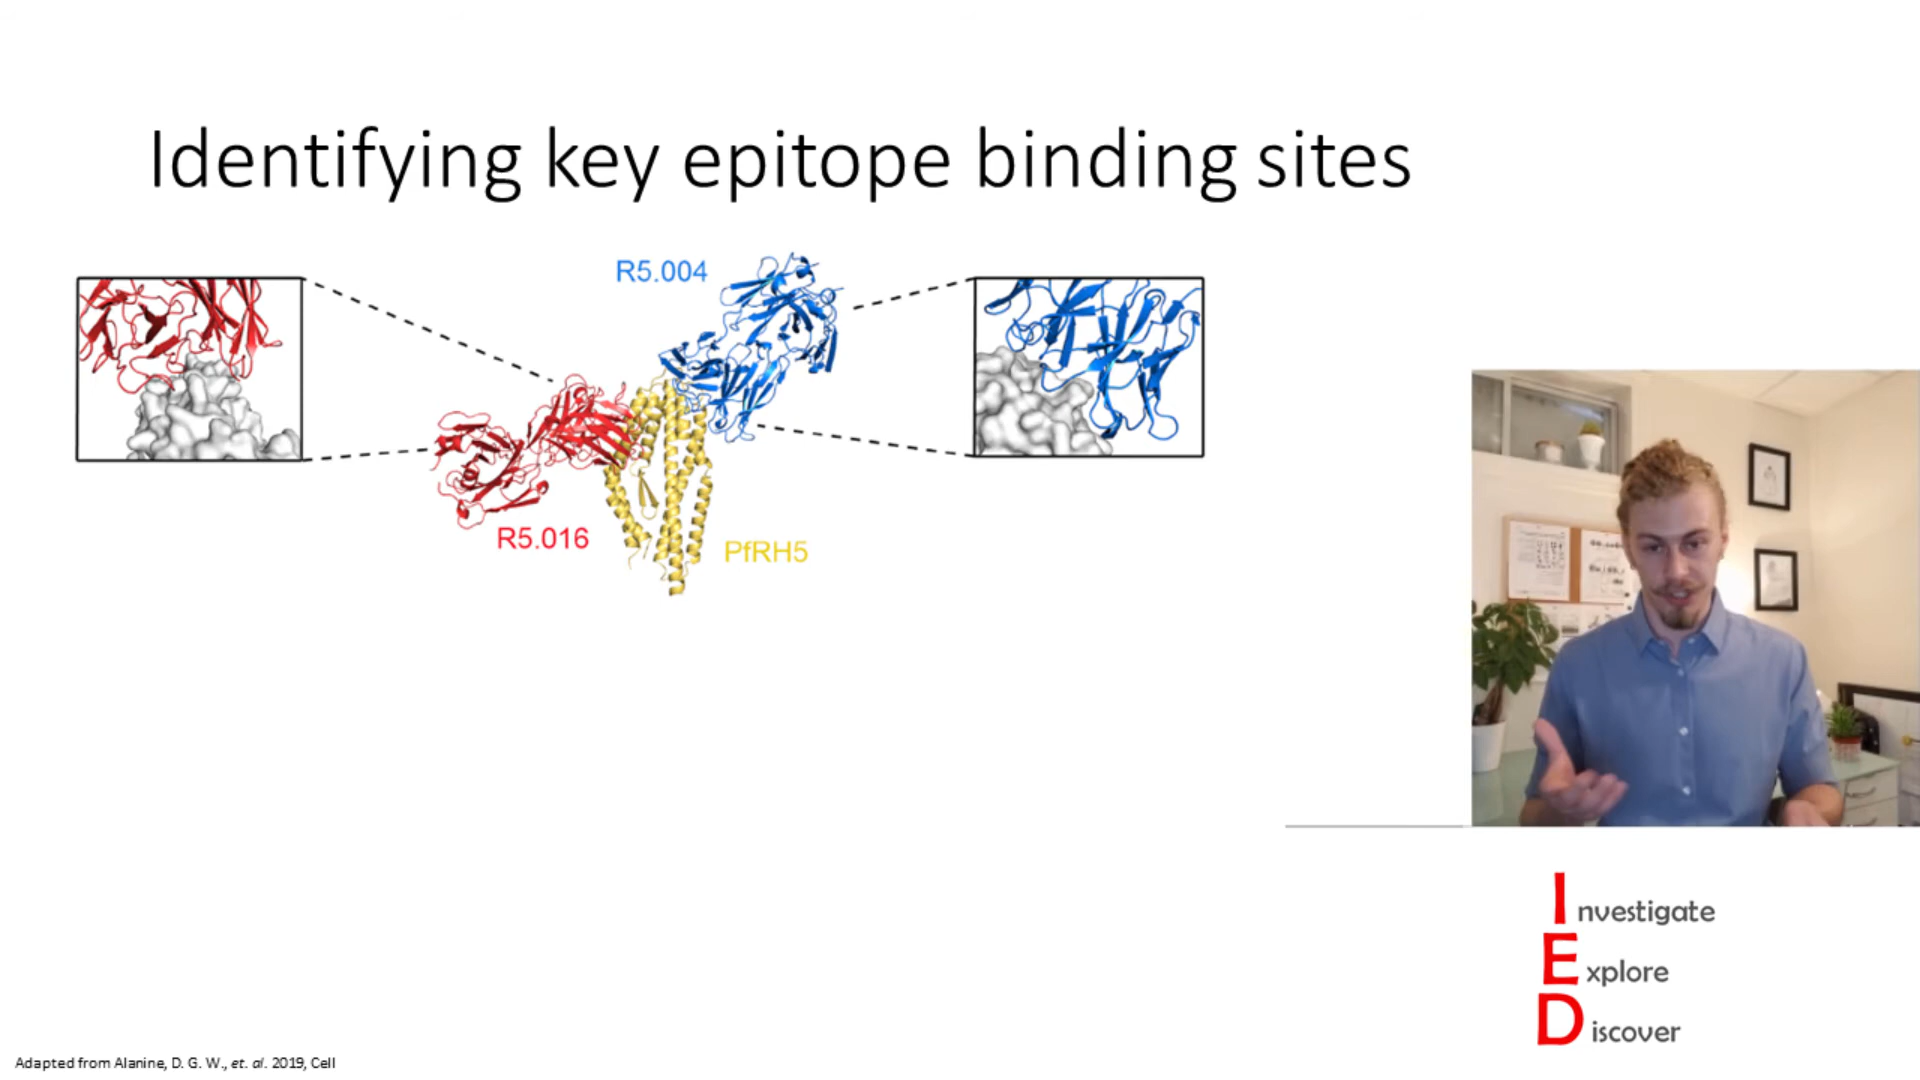 Identifying key epitope binding sites
R5.004
R5.016
PfRH5
Investigate
Explore
Discover
Adapted from Alanine, D. G. W., et. al. 2019, Cell